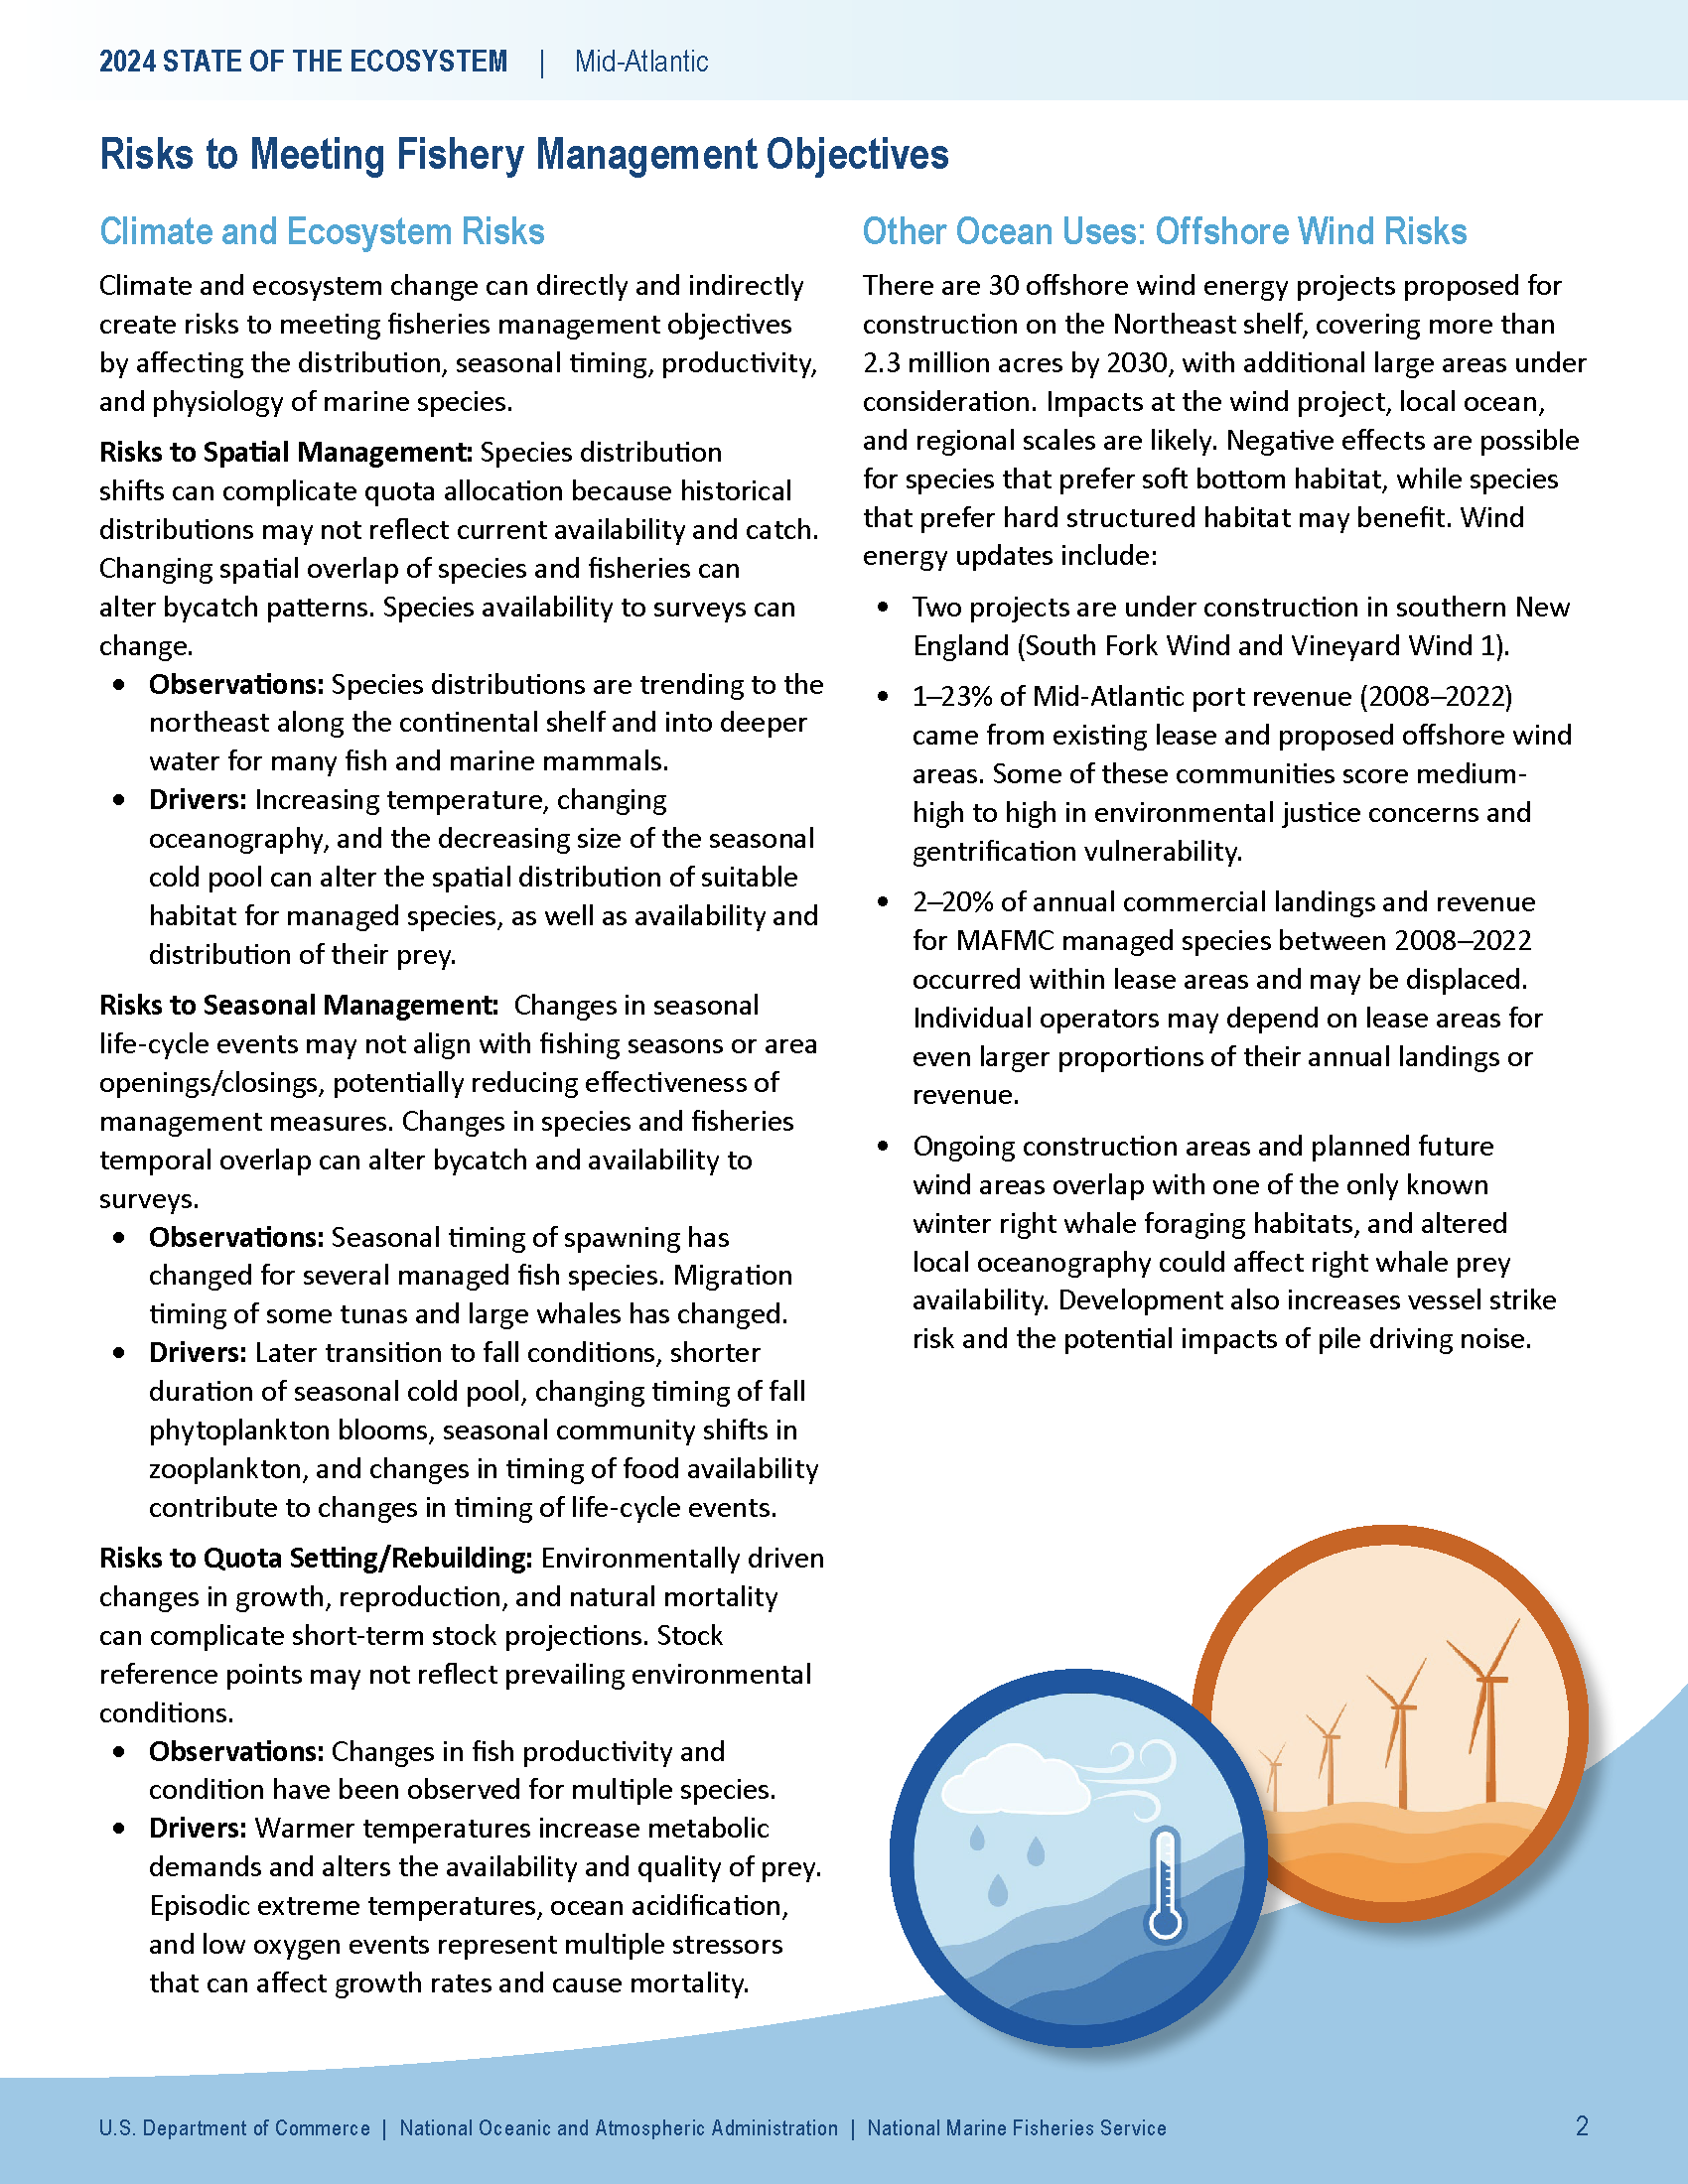 2024 STATE OF THE ECOSYSTEM | Mid-Atlantic
Risks to Meeting Fishery Management Objectives
Climate and Ecosystem Risks
Climate and ecosystem change can directly and indirectly
create risks to meeting fisheries management objectives
by affecting the distribution, seasonal timing, productivity,
and physiology of marine species.
Risks to Spatial Management: Species distribution
shifts can complicate quota allocation because historical
distributions may not reflect current availability and catch.
Changing spatial overlap of species and fisheries can
alter bycatch patterns. Species availability to surveys can
change.
• Observations: Species distributions are trending to the
northeast along the continental shelf and into deeper
water for many fish and marine mammals.
• Drivers: Increasing temperature, changing
oceanography, and the decreasing size of the seasonal
cold pool can alter the spatial distribution of suitable
habitat for managed species, as well as availability and
distribution of their prey.
Risks to Seasonal Management:  Changes in seasonal
life-cycle events may not align with fishing seasons or area
openings/closings, potentially reducing effectiveness of
management measures. Changes in species and fisheries
temporal overlap can alter bycatch and availability to
surveys.
• Observations: Seasonal timing of spawning has
changed for several managed fish species. Migration
timing of some tunas and large whales has changed.
• Drivers: Later transition to fall conditions, shorter
duration of seasonal cold pool, changing timing of fall
phytoplankton blooms, seasonal community shifts in
zooplankton, and changes in timing of food availability
contribute to changes in timing of life-cycle events.
Risks to Quota Setting/Rebuilding: Environmentally driven
changes in growth, reproduction, and natural mortality
can complicate short-term stock projections. Stock
reference points may not reflect prevailing environmental
conditions.
• Observations: Changes in fish productivity and
condition have been observed for multiple species.
• Drivers: Warmer temperatures increase metabolic
demands and alters the availability and quality of prey.
Episodic extreme temperatures, ocean acidification,
and low oxygen events represent multiple stressors
that can affect growth rates and cause mortality.
Other Ocean Uses: Offshore Wind Risks
There are 30 offshore wind energy projects proposed for
construction on the Northeast shelf, covering more than
2.3 million acres by 2030, with additional large areas under
consideration. Impacts at the wind project, local ocean,
and regional scales are likely. Negative effects are possible
for species that prefer soft bottom habitat, while species
that prefer hard structured habitat may benefit. Wind
energy updates include:
• Two projects are under construction in southern New
England (South Fork Wind and Vineyard Wind 1).
• 1–23% of Mid-Atlantic port revenue (2008–2022)
came from existing lease and proposed offshore wind
areas. Some of these communities score medium-
high to high in environmental justice concerns and
gentrification vulnerability.
• 2–20% of annual commercial landings and revenue
for MAFMC managed species between 2008–2022
occurred within lease areas and may be displaced.
Individual operators may depend on lease areas for
even larger proportions of their annual landings or
revenue.
• Ongoing construction areas and planned future
wind areas overlap with one of the only known
winter right whale foraging habitats, and altered
local oceanography could affect right whale prey
availability. Development also increases vessel strike
risk and the potential impacts of pile driving noise.
U.S. Department of Commerce | National Oceanic and Atmospheric Administration | National Marine Fisheries Service
2